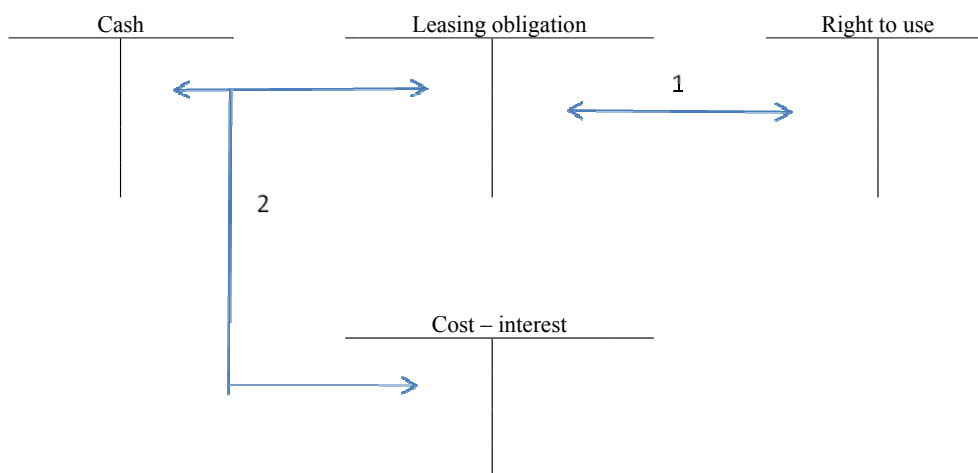 Cash
Leasing obligation
Right to use
1
2
Cost – interest